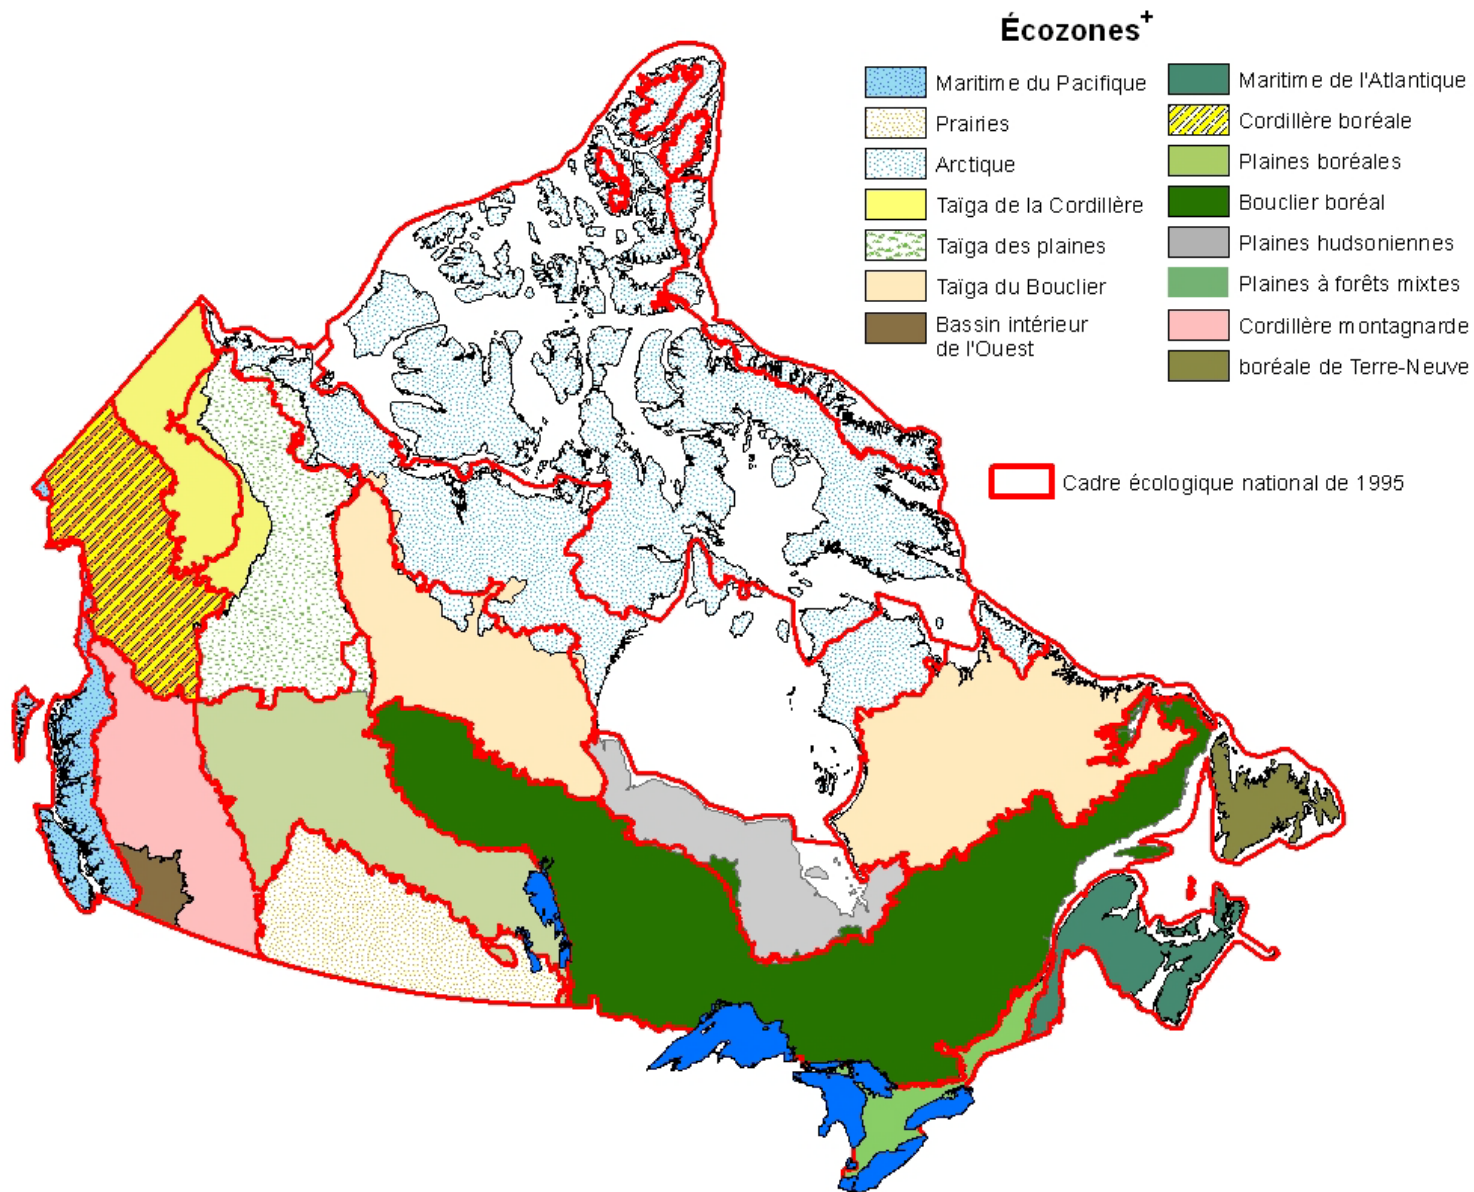 Écozones+
Maritime du Pacifique
Prairies
Arctique
Taïga de la Cordillère
Taïga des plaines
Taïga du Bouclier
Bassin intérieur
de l'Ouest
Maritime de l'Atlantique
Cordillère boréale
Plaines boréales
Bouclier boréal
Plaines hudsoniennes
Plaines à forêts mixtes
Cordillère montagnarde
boréale de Terre-Neuve
Cadre écologique national de 1995